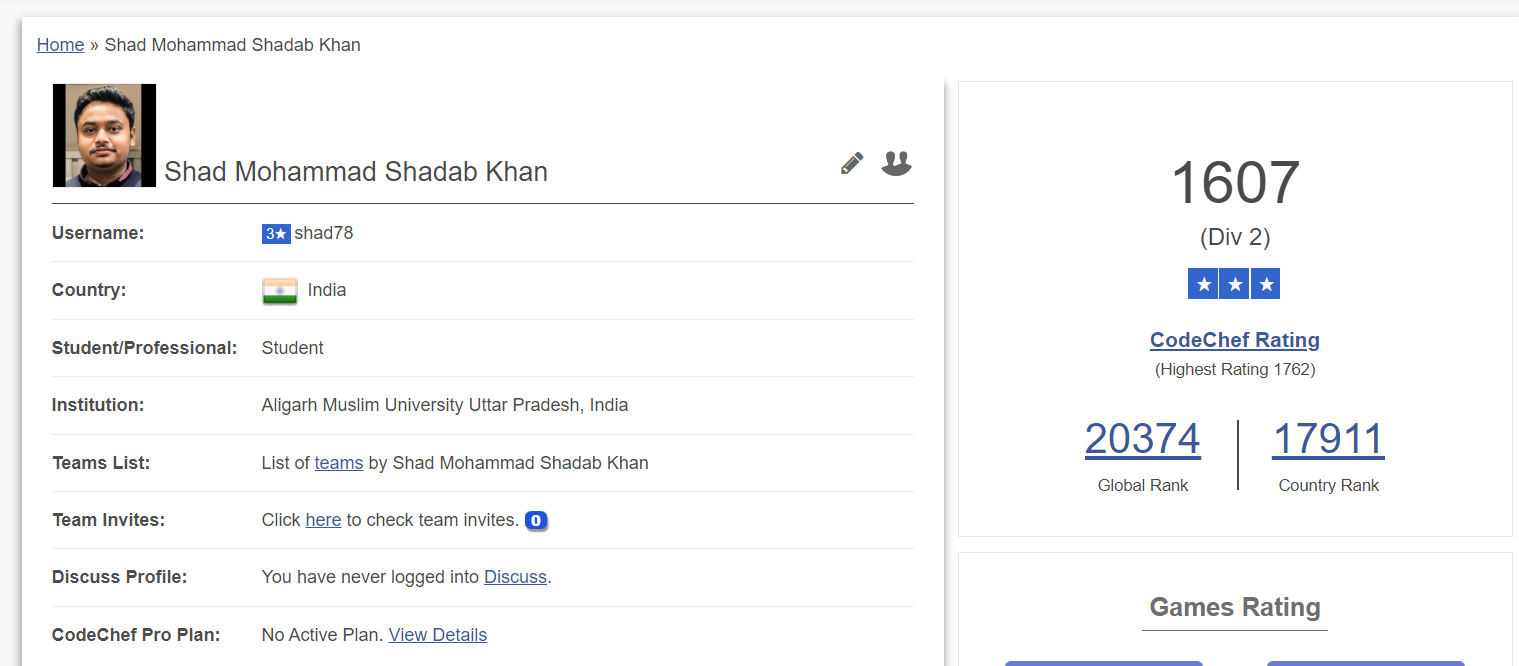 Home » Shad Mohammad Shadab Khan
Shad Mohammad Shadab Khan
Username: 3★ shad78
Country: India
Student/Professional: Student
Institution: Aligarh Muslim University Uttar Pradesh, India
Teams List: List of teams by Shad Mohammad Shadab Khan
Team Invites: Click here to check team invites. 0
Discuss Profile: You have never logged into Discuss.
CodeChef Pro Plan: No Active Plan. View Details
1607
(Div 2)
★ ★ ★
CodeChef Rating
(Highest Rating 1762)
20374 17911
Global Rank Country Rank
Games Rating